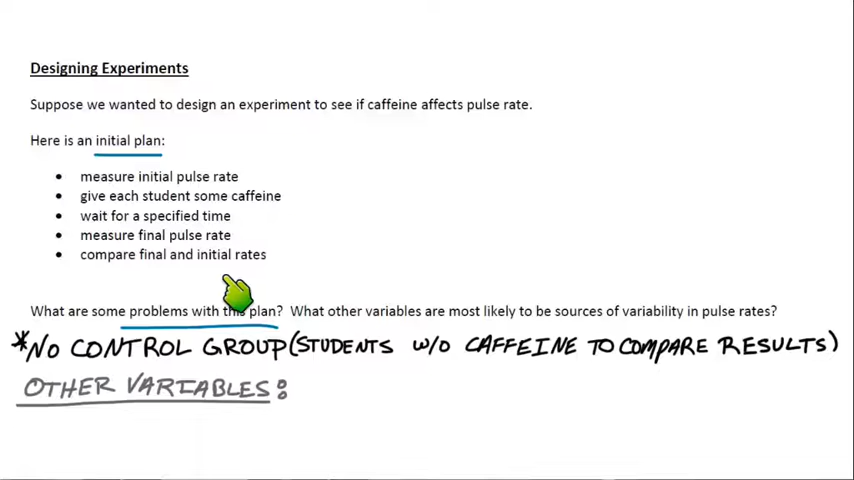 Designing Experiments
Suppose we wanted to design an experiment to see if caffeine affects pulse rate.
Here is an initial plan:
• measure initial pulse rate
• give each student some caffeine
• wait for a specified time
• measure final pulse rate
• compare final and initial rates
What are some problems with this plan? What other variables are most likely to be sources of variability in pulse rates?
*NO CONTROL GROUP (STUDENTS W/O CAFFEINE TO COMPARE RESULTS)
OTHER VARIABLES: